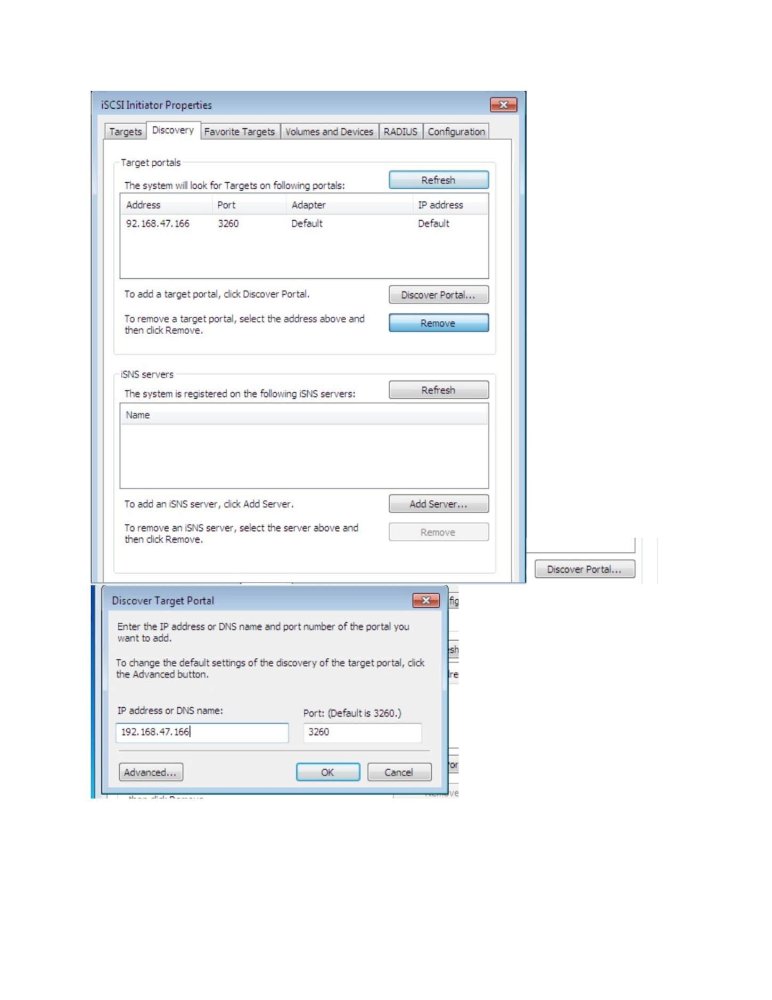 iSCSI Initiator Properties
Targets Discovery Favorite Targets Volumes and Devices RADIUS Configuration
Target portals
Refresh
The system will look for Targets on following portals:
Address Port Adapter IP address
92.168.47.166 3260 Default Default
To add a target portal, click Discover Portal.
Discover Portal...
To remove a target portal, select the address above and
then click Remove.
Remove
iSNS servers
Refresh
The system is registered on the following iSNS servers:
Name
To add an iSNS server, click Add Server.
Add Server...
To remove an iSNS server, select the server above and
then click Remove.
Remove
Discover Portal...
Discover Target Portal
Enter the IP address or DNS name and port number of the portal you
want to add.
To change the default settings of the discovery of the target portal, click
the Advanced button.
IP address or DNS name:
Port: (Default is 3260.)
192.168.47.166
3260
Advanced...
OK
Cancel